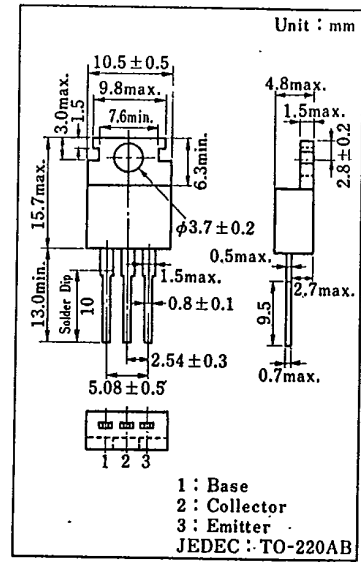 Unit : mm
10.5 ± 0.5
9.8max.
7.6min.
3.0max.
1.5
6.3min.
15.7max.
φ3.7 ± 0.2
13.0min.
Solder Dip
10
1.5max.
0.8 ± 0.1
2.54 ± 0.3
5.08 ± 0.5
4.8max.
1.5max.
2.8 ± 0.2
0.5max.
2.7max.
9.5
0.7max.
1 2 3
1 : Base
2 : Collector
3 : Emitter
JEDEC : TO-220AB